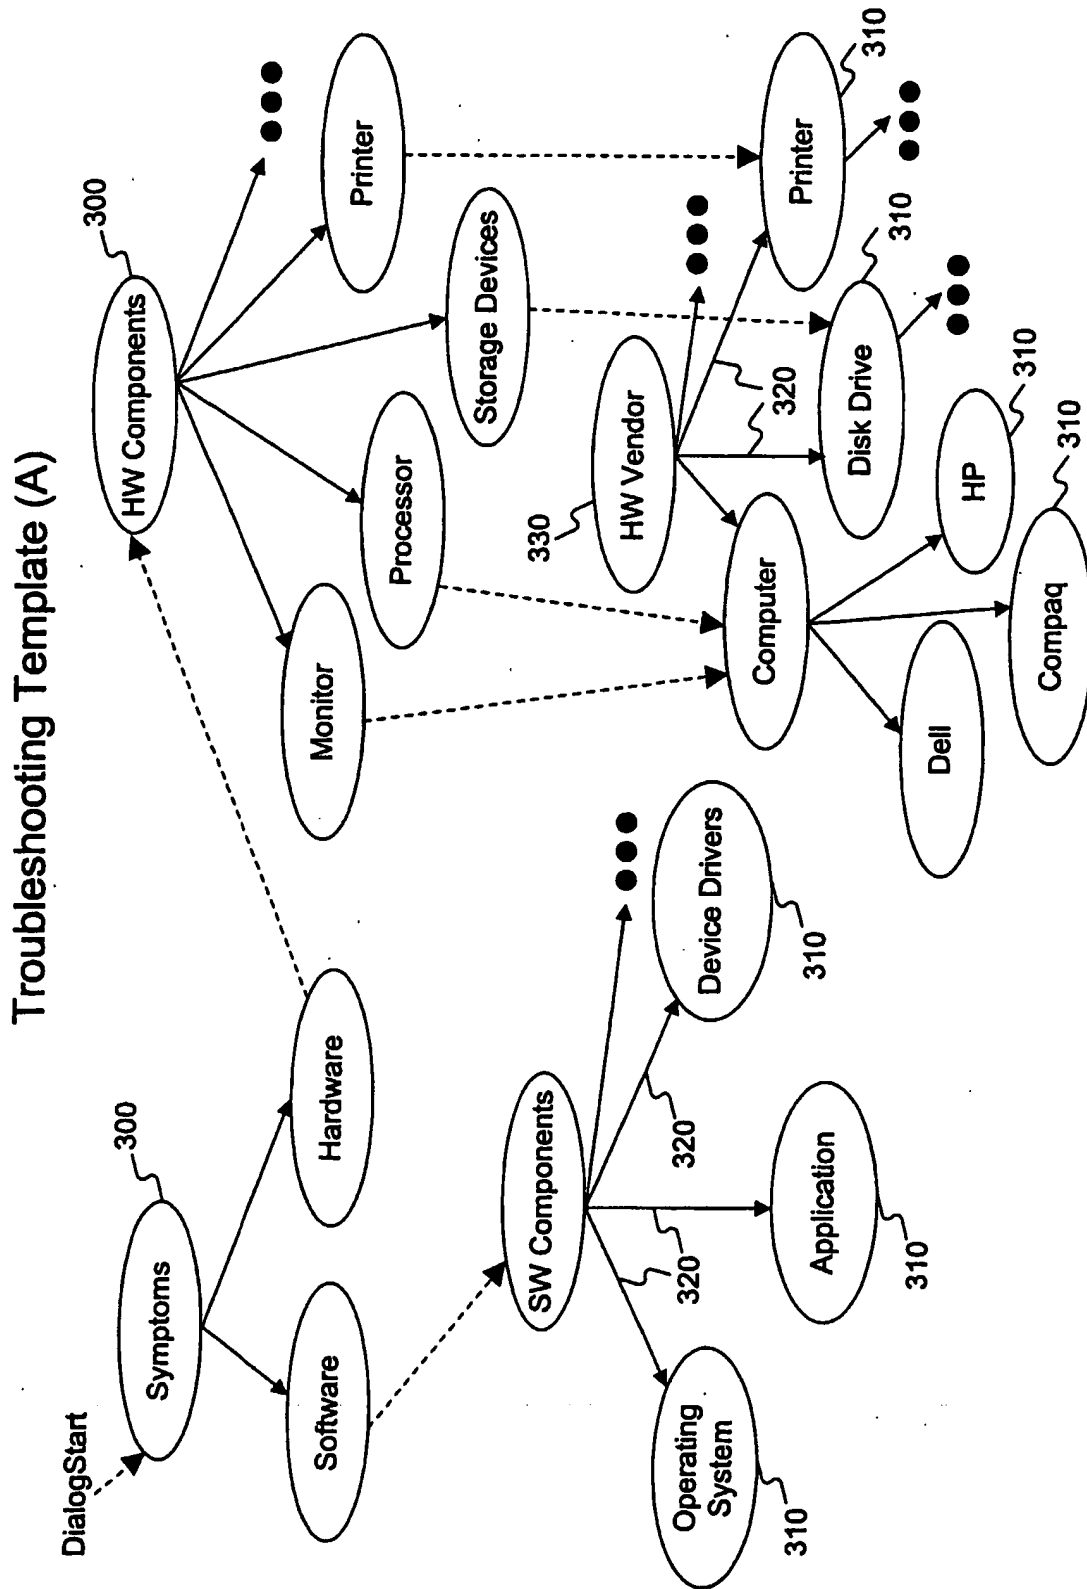 Troubleshooting Template (A)
DialogStart
Symptoms
300
Software
Hardware
HW Components
300
Monitor
Processor
Storage Devices
Printer
SW Components
320
320
320
Operating
System
310
Application
310
Device Drivers
310
330
HW Vendor
320
Computer
Disk Drive
310
Printer
310
Dell
Compaq
310
HP
310